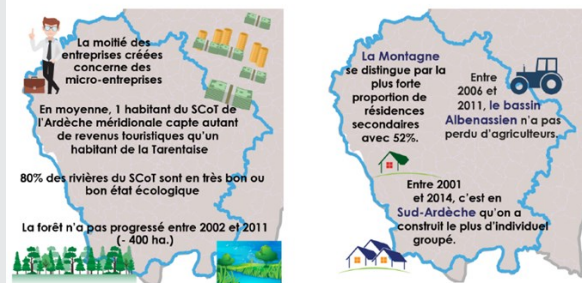 La moitié des
entreprises créées
concerne des
micro-entreprises
En moyenne, 1 habitant du SCoT de
l'Ardèche méridionale capte autant
de revenus touristiques qu'un
habitant de la Tarentaise
80% des rivières du SCoT sont en très bon ou
bon état écologique
La forêt n'a pas progressé entre 2002 et 2011
(- 400 ha.)
La Montagne
se distingue par la
plus forte
proportion de
résidences
secondaires
avec 52%.
Entre
2006 et
2011, le bassin
Albenassien n'a pas
perdu d'agriculteurs.
Entre 2001
et 2014, c'est en
Sud-Ardèche qu'on a
construit le plus d'individuel
groupé.